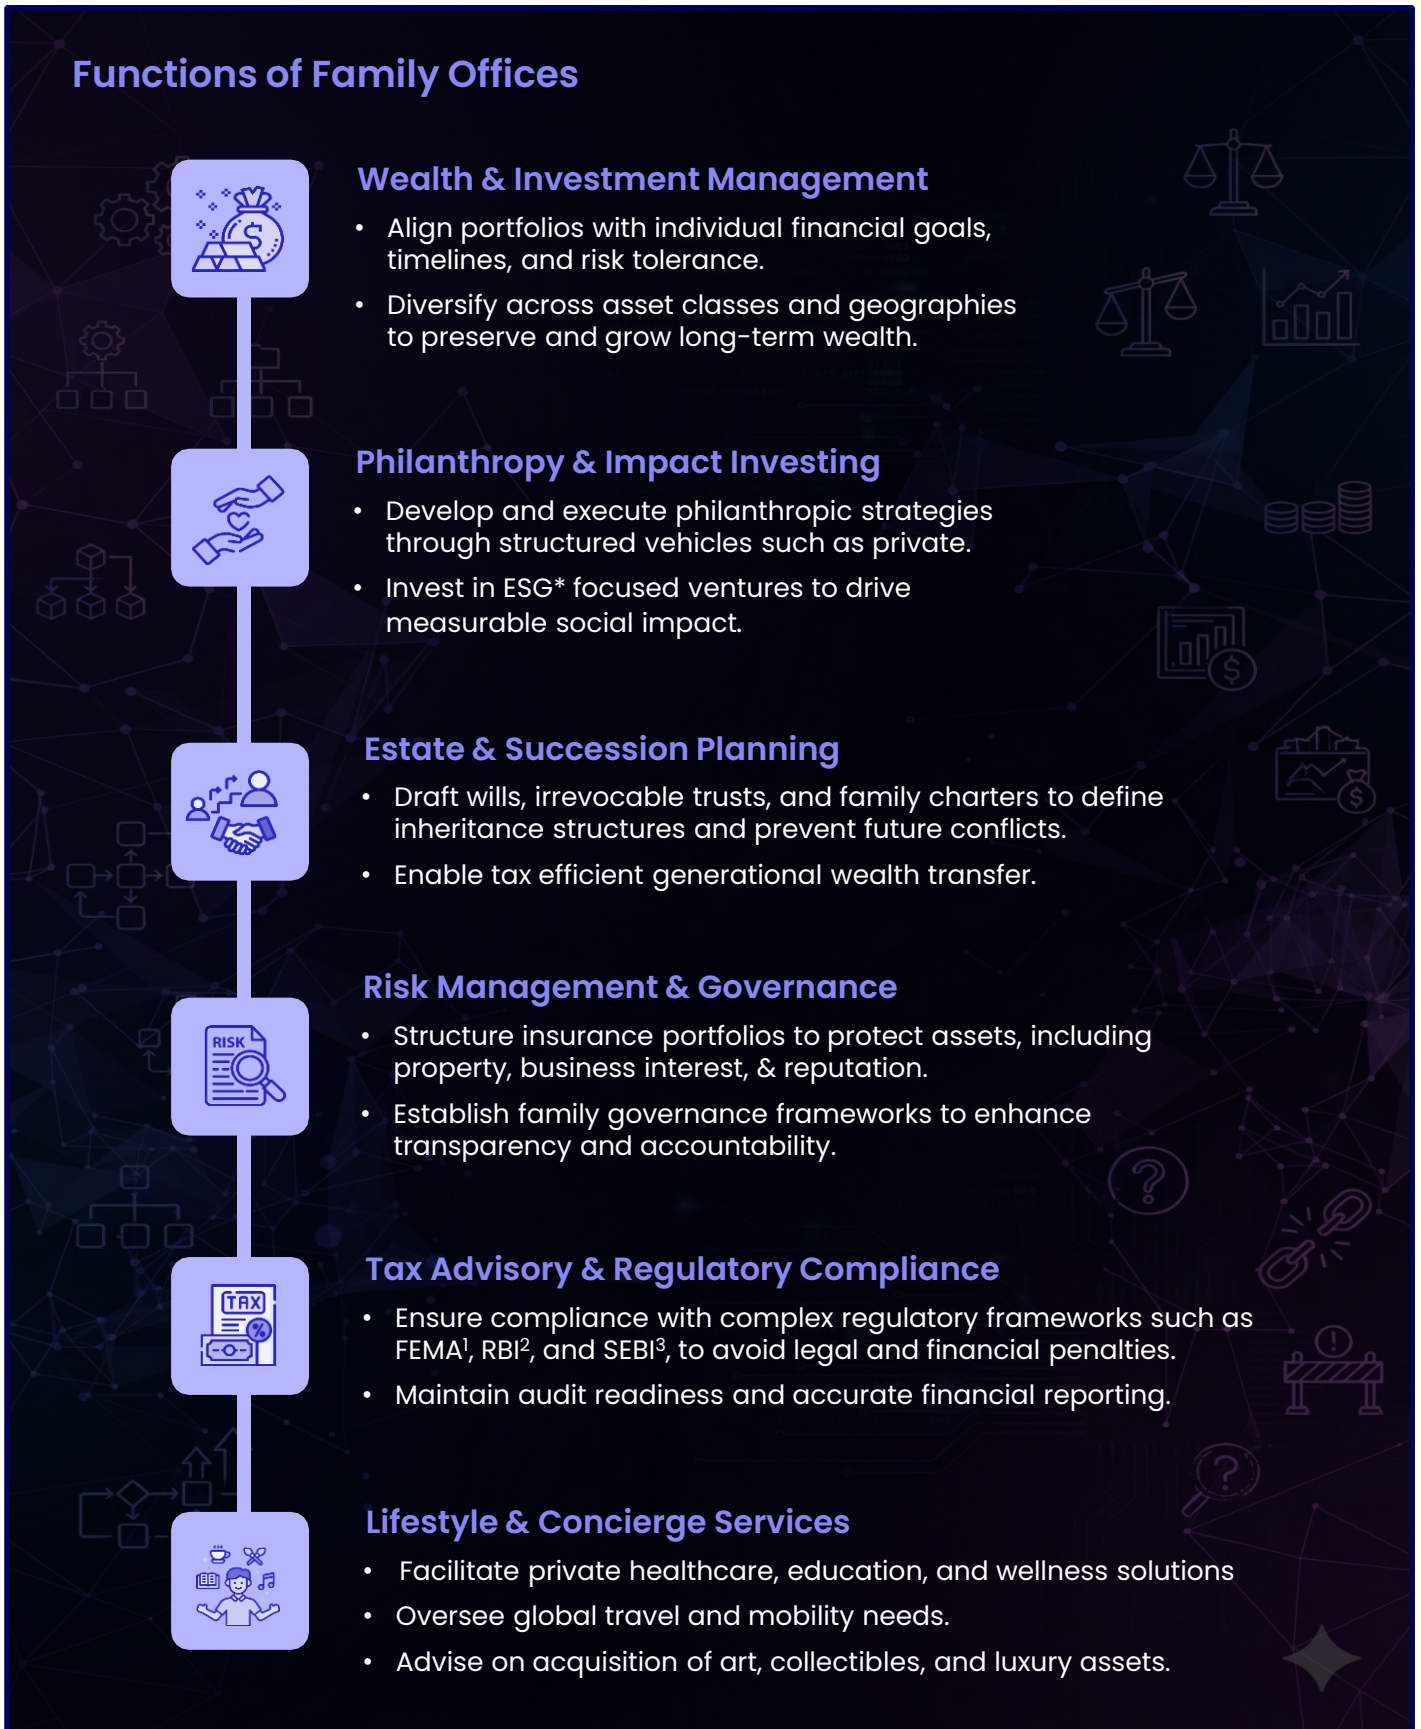 Functions of Family Offices
Wealth & Investment Management
• Align portfolios with individual financial goals,
timelines, and risk tolerance.
• Diversify across asset classes and geographies
to preserve and grow long-term wealth.
Philanthropy & Impact Investing
• Develop and execute philanthropic strategies
through structured vehicles such as private.
• Invest in ESG* focused ventures to drive
measurable social impact.
Estate & Succession Planning
• Draft wills, irrevocable trusts, and family charters to define
inheritance structures and prevent future conflicts.
• Enable tax efficient generational wealth transfer.
Risk Management & Governance
RISK
• Structure insurance portfolios to protect assets, including
property, business interest, & reputation.
• Establish family governance frameworks to enhance
transparency and accountability.
Tax Advisory & Regulatory Compliance
TAX
%
• Ensure compliance with complex regulatory frameworks such as
FEMA¹, RBI², and SEBI³, to avoid legal and financial penalties.
• Maintain audit readiness and accurate financial reporting.
Lifestyle & Concierge Services
• Facilitate private healthcare, education, and wellness solutions
• Oversee global travel and mobility needs.
• Advise on acquisition of art, collectibles, and luxury assets.